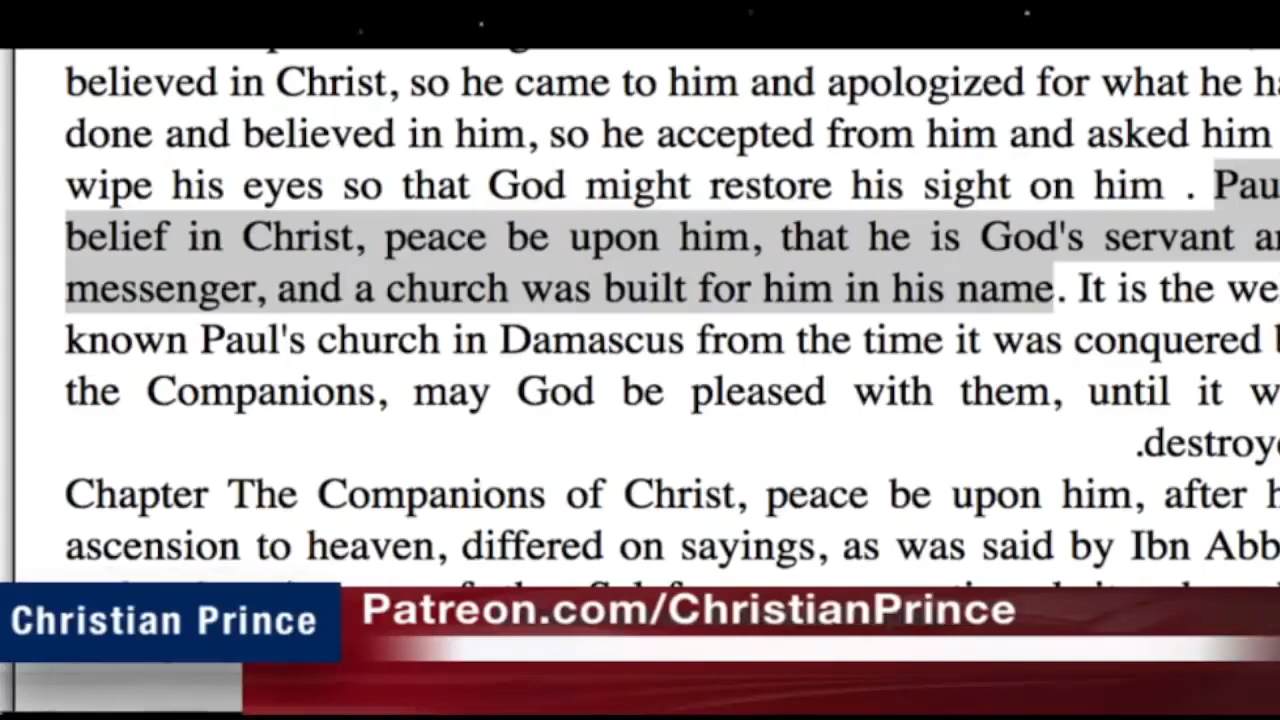 believed in Christ, so he came to him and apologized for what he
done and believed in him, so he accepted from him and asked him
wipe his eyes so that God might restore his sight on him .
belief in Christ, peace be upon him, that he is God's servant
messenger, and a church was built for him in his name. It is the
known Paul's church in Damascus from the time it was conquered
the Companions, may God be pleased with them, until it
Chapter The Companions of Christ, peace be upon him, after
ascension to heaven, differed on sayings, as was said by Ibn
Christian Prince
Patreon.com/ChristianPrince